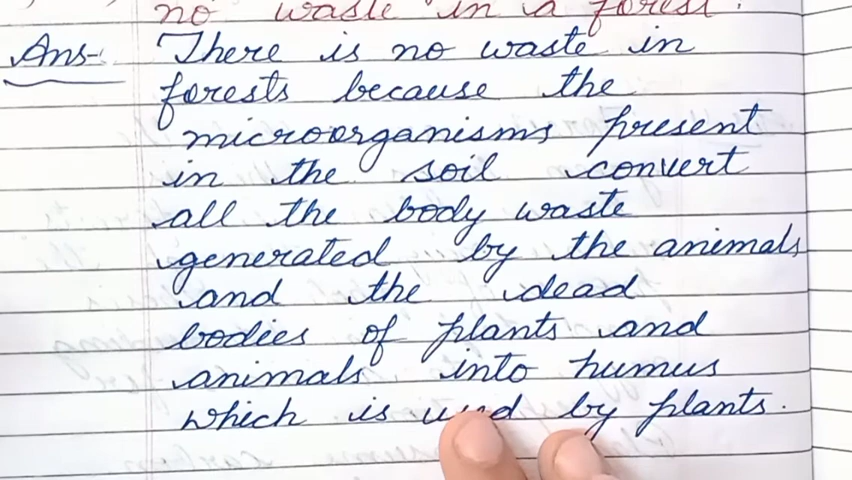 no waste in a forest.
Ans- There is no waste in
forests because the
microorganisms present
in the soil convert
all the body waste
generated by the animals
and the dead
bodies of plants and
animals into humus
which is used by plants.